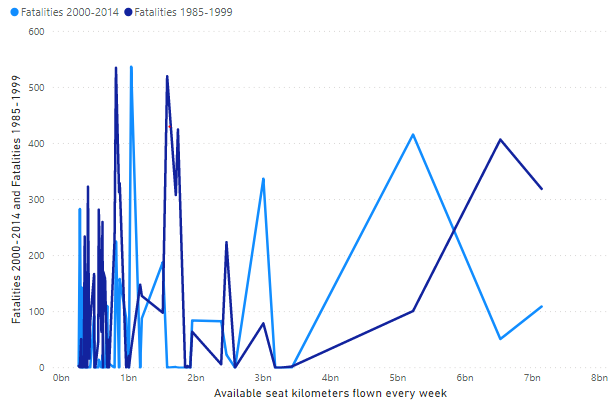 Fatalities 2000-2014 Fatalities 1985-1999
600
500
400
300
200
100
0
0bn 1bn 2bn 3bn 4bn 5bn 6bn 7bn 8bn
Available seat kilometers flown every week
Fatalities 2000-2014 and Fatalities 1985-1999